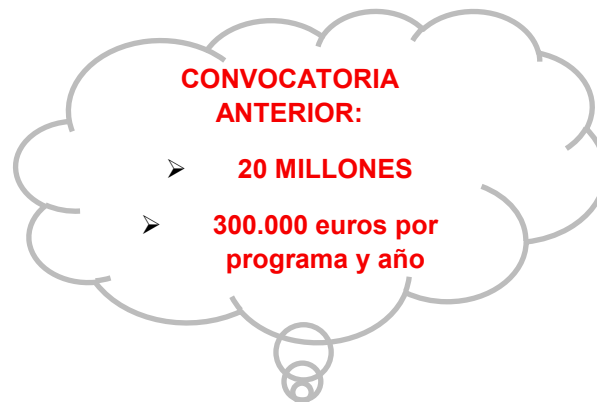 CONVOCATORIA
ANTERIOR:
➢ 20 MILLONES
➢ 300.000 euros por
programa y año